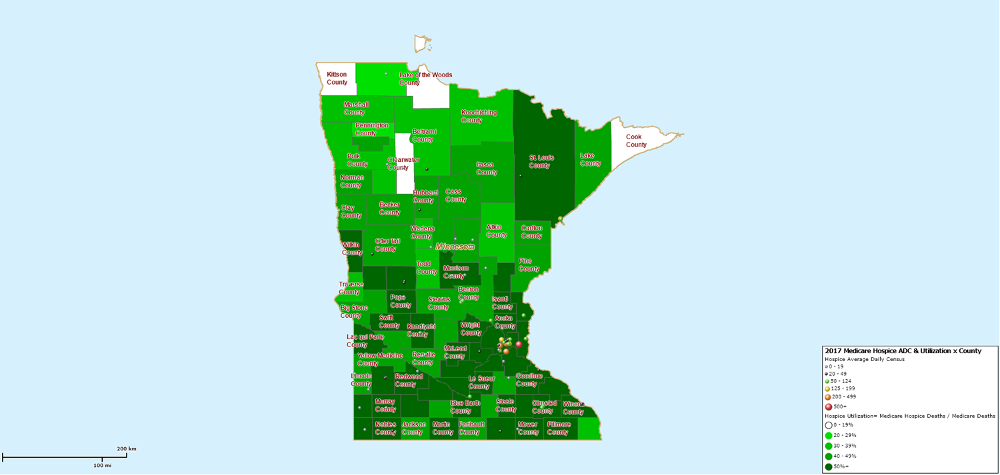 Kittson
County
Lake of the Woods
County
Marshall
County
Koochiching
County
Pennington
County
Beltrami
County
Cook
County
Polk
County
Clearwater
County
St. Louis
County
Lake
County
Itasca
County
Norman
County
Hubbard
County
Cass
County
Clay
County
Becker
County
Wadena
County
Aitkin
County
Carlton
County
Otter Tail
County
Wilkin
County
Minnesota
Todd
County
Morrison
County
Pine
County
Traverse
County
Benton
County
Pope
County
Stearns
County
Isanti
County
Big Stone
County
Swift
County
Kandiyohi
County
Wright
County
Anoka
County
Lac qui Parle
County
McLeod
County
Yellow Medicine
County
Renville
County
Lincoln
County
Redwood
County
Le Sueur
County
Goodhue
County
Murray
County
Blue Earth
County
Steele
County
Olmsted
County
Winona
County
Nobles
County
Jackson
County
Martin
County
Faribault
County
Mower
County
Fillmore
County
2017 Medicare Hospice ADC & Utilization x County
Hospice Average Daily Census
0 - 19
20 - 49
50 - 124
125 - 199
200 - 499
500+
Hospice Utilization= Medicare Hospice Deaths / Medicare Deaths
0 - 19%
20 - 29%
30 - 39%
40 - 49%
50%+
200 km
100 mi